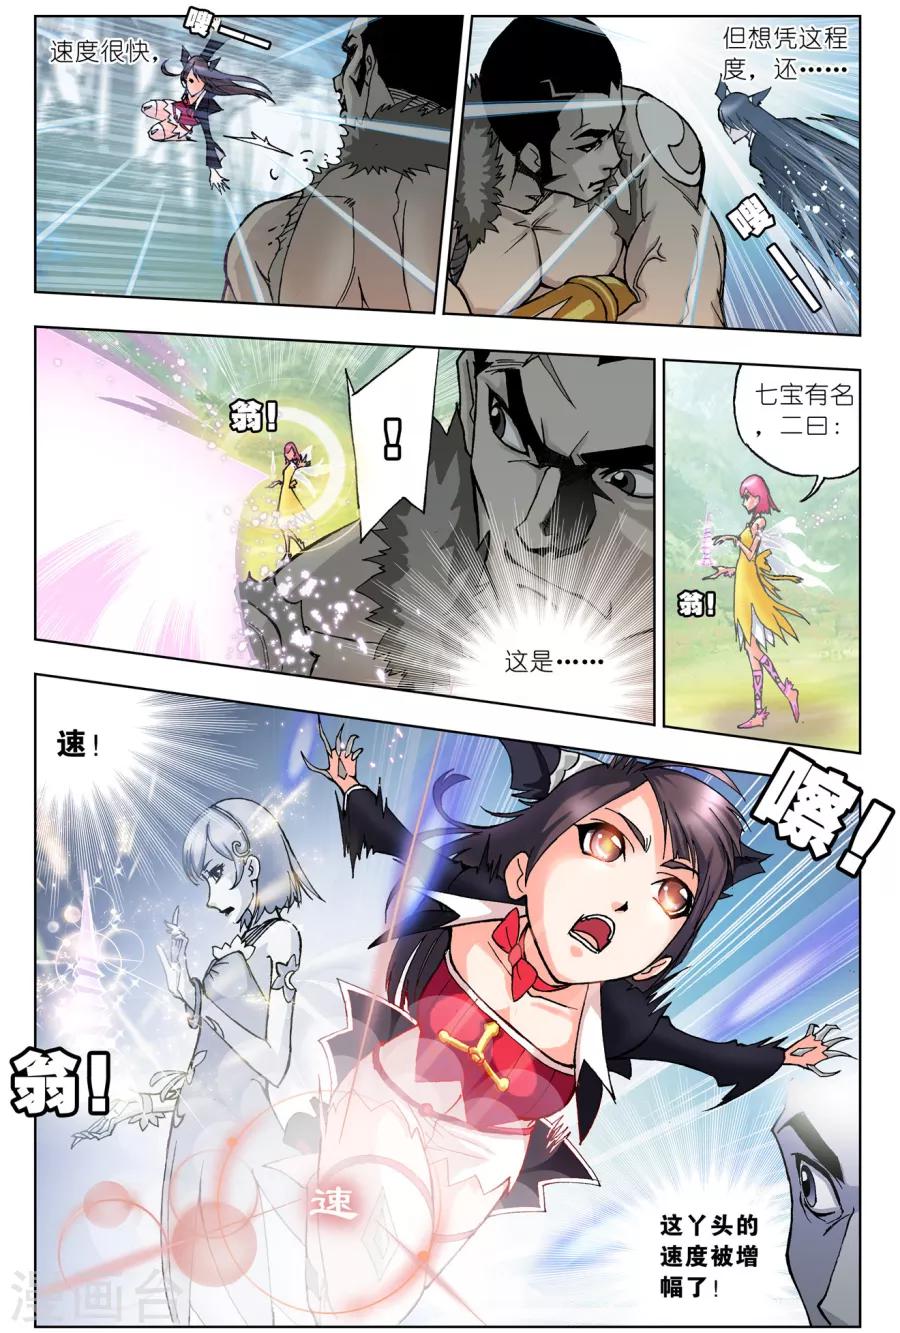 嗖——
速度很快，
但想凭这程
度，还……
嗖——
翁！
！
这是……
七宝有名
，二曰：
翁！
速！
嚓！
翁！
速
这丫头的
速度被增
幅了！
漫画台